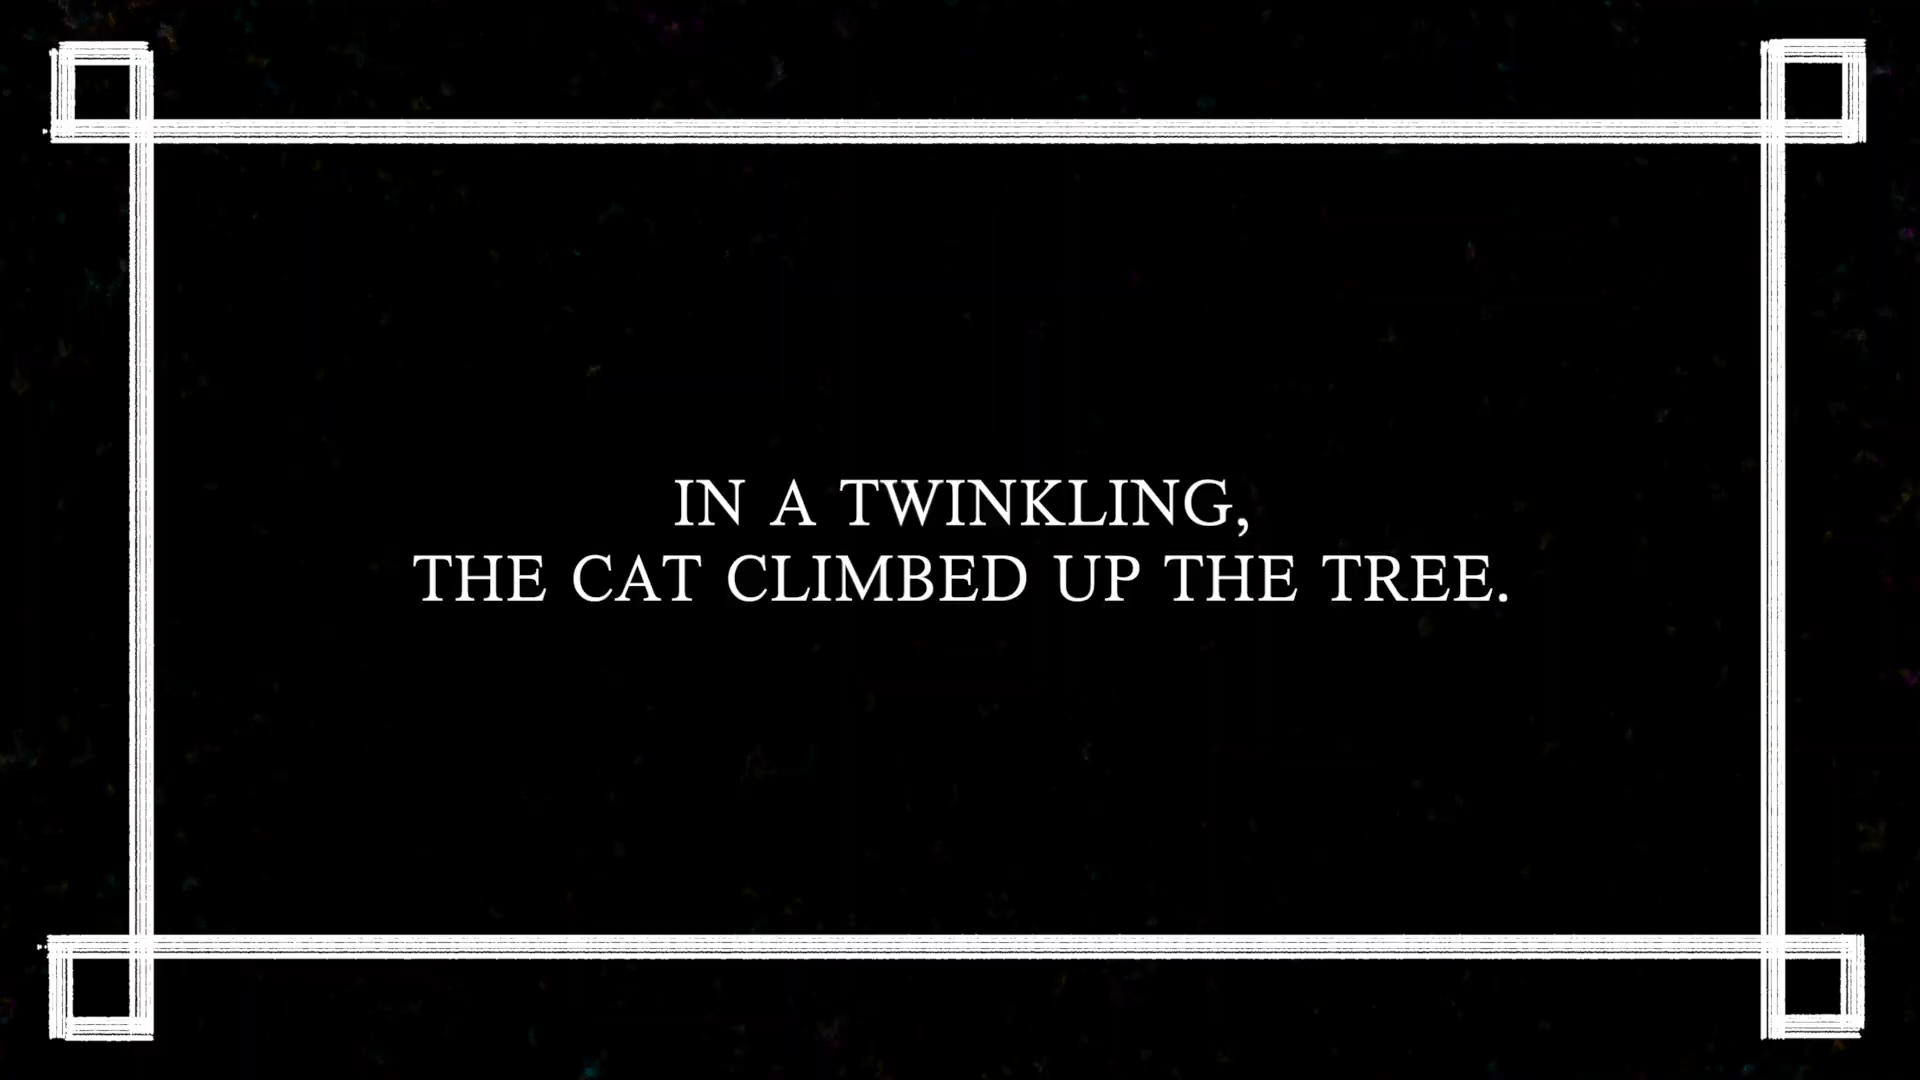 IN A TWINKLING,
THE CAT CLIMBED UP THE TREE.